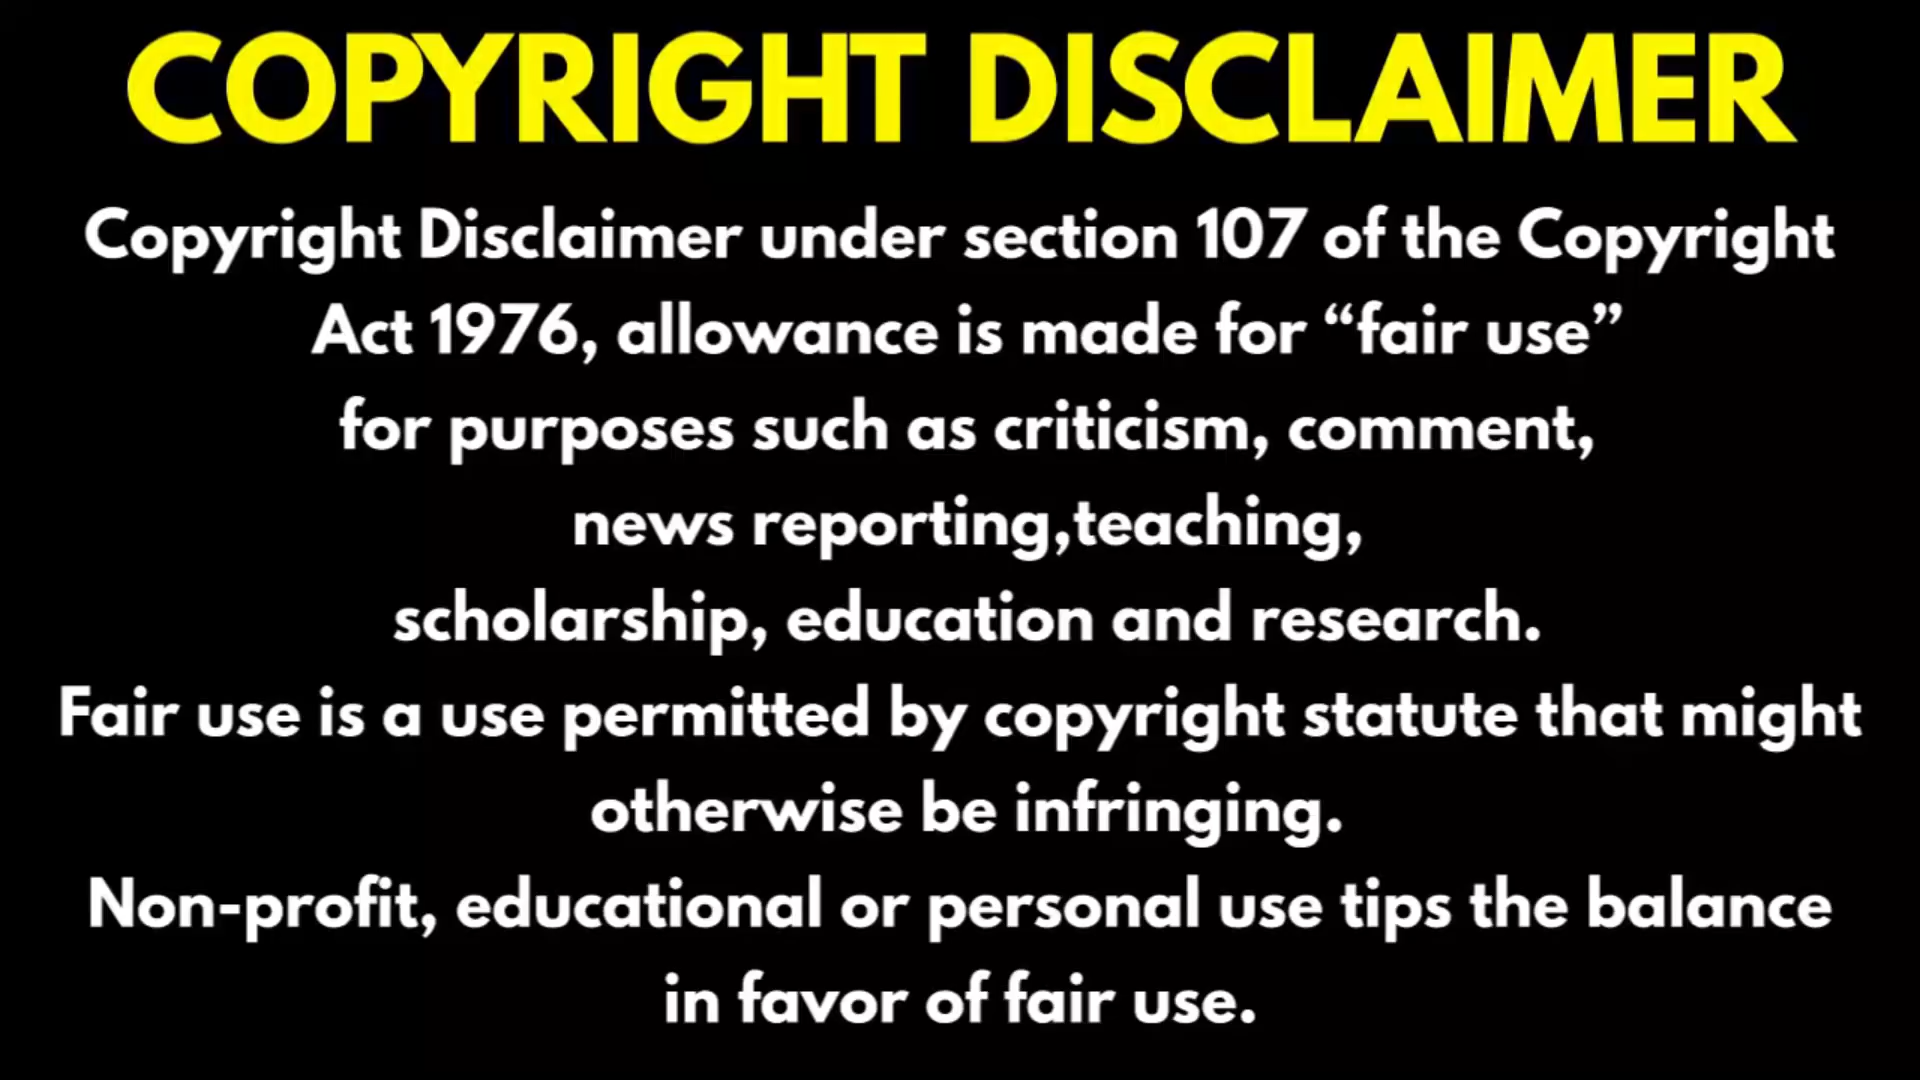 COPYRIGHT DISCLAIMER
Copyright Disclaimer under section 107 of the Copyright
Act 1976, allowance is made for “fair use”
for purposes such as criticism, comment,
news reporting,teaching,
scholarship, education and research.
Fair use is a use permitted by copyright statute that might
otherwise be infringing.
Non-profit, educational or personal use tips the balance
in favor of fair use.